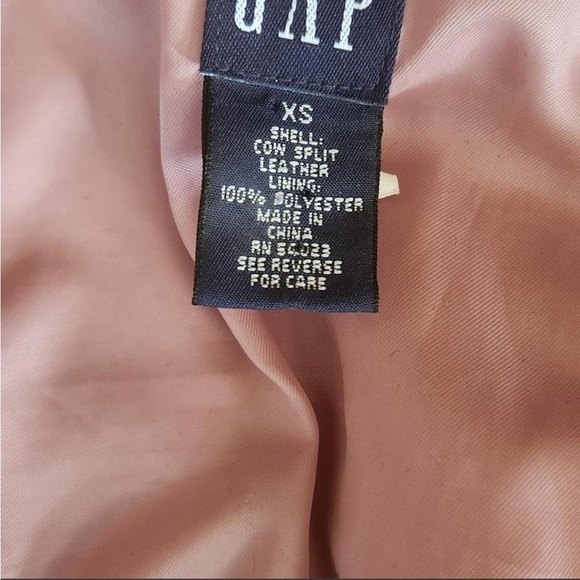 GAP
XS
SHELL:
COW SPLIT
LEATHER
LINING:
100% POLYESTER
MADE IN
CHINA
RN 54023
SEE REVERSE
FOR CARE